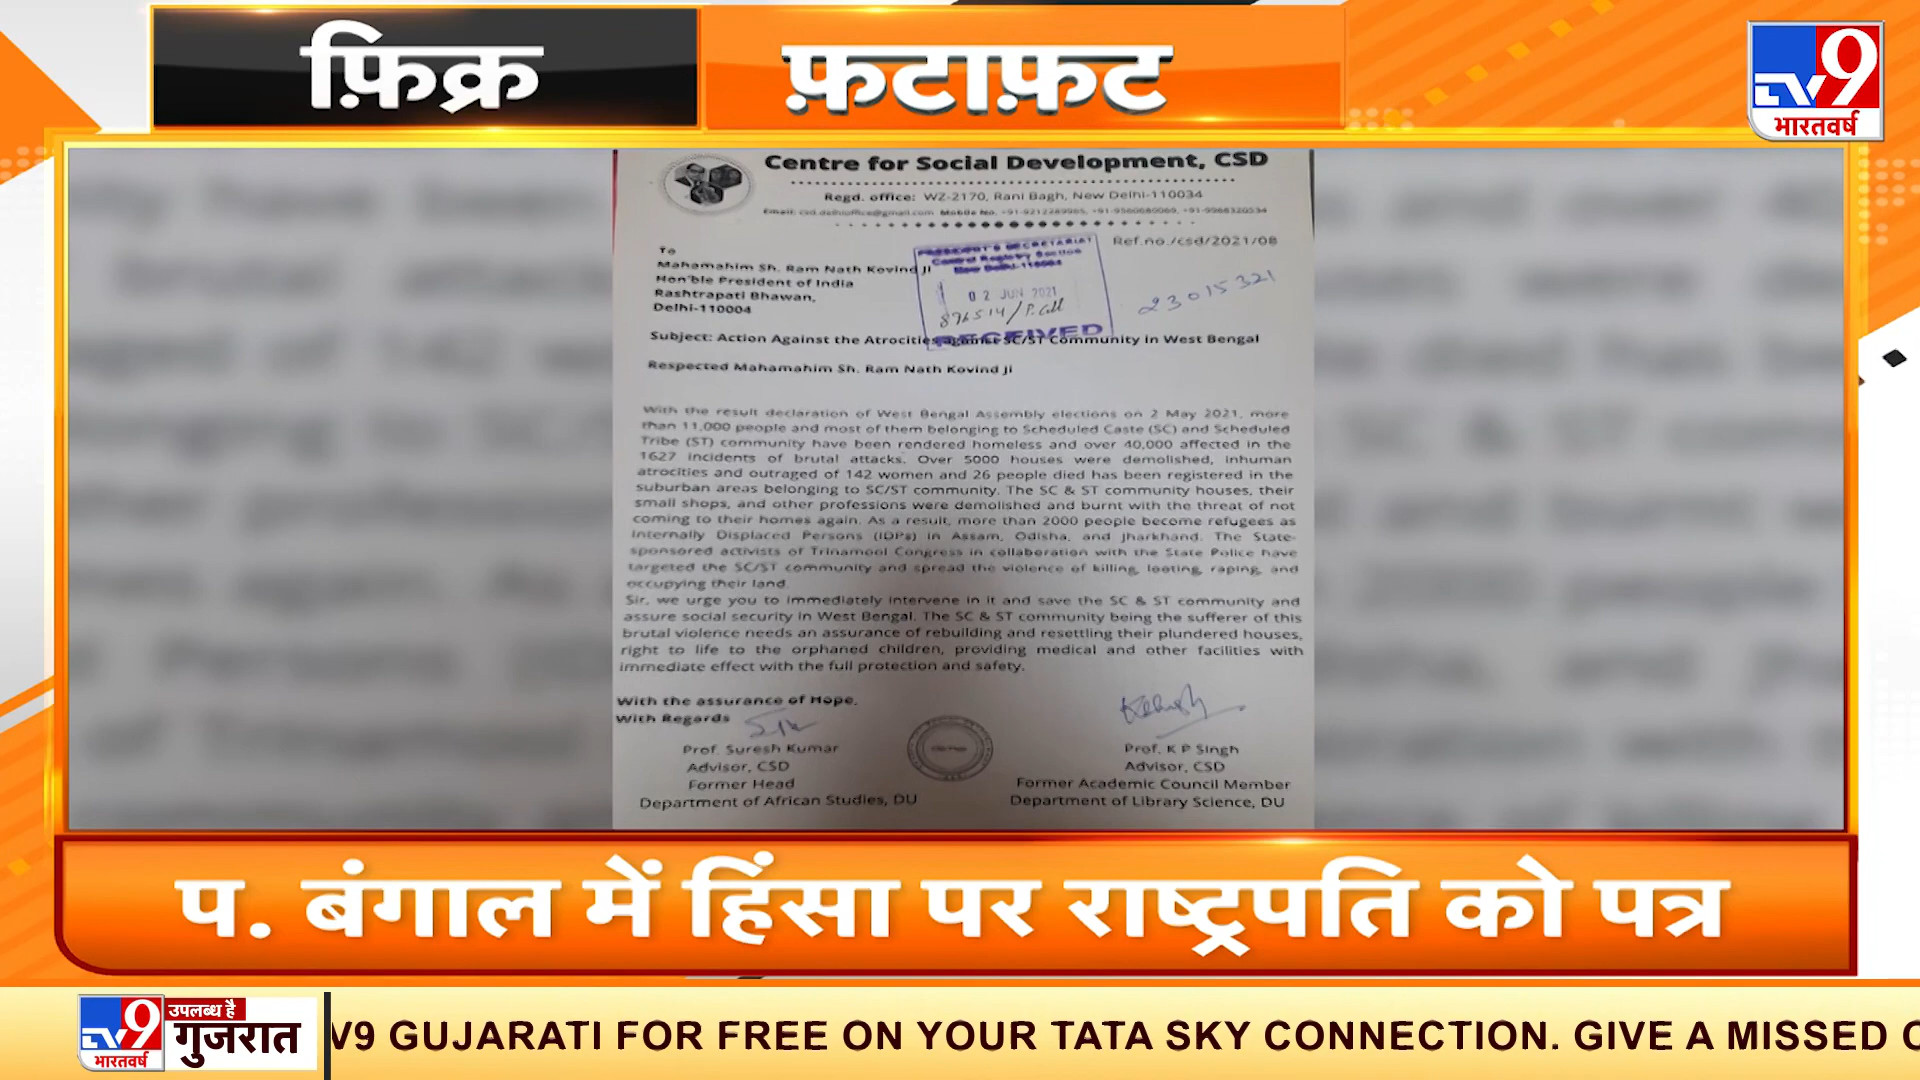 फ़िक्र फ़टाफ़ट
TV9
भारतवर्ष
Centre for Social Development, CSD
Regd. office: WZ-2170, Rani Bagh, New Delhi-110034
Email: csd.delhioffice@gmail.com Mobile No. +91-9212289965, +91-9560680069, +91-9968320534
Ref.no./csd/2021/08
PRESIDENT'S SECRETARIAT
Central Registry Section
New Delhi-110004
02 JUN 2021
RECEIVED
23015321
To
Mahamahim Sh. Ram Nath Kovind Ji
Hon'ble President of India
Rashtrapati Bhawan,
Delhi-110004
Subject: Action Against the Atrocities against SC/ST Community in West Bengal
Respected Mahamahim Sh. Ram Nath Kovind Ji
With the result declaration of West Bengal Assembly elections on 2 May 2021, more
than 11,000 people and most of them belonging to Scheduled Caste (SC) and Scheduled
Tribe (ST) community have been rendered homeless and over 40,000 affected in the
1627 incidents of brutal attacks. Over 5000 houses were demolished, inhuman
atrocities and outraged of 142 women and 26 people died has been registered in the
suburban areas belonging to SC/ST community. The SC & ST community houses, their
small shops, and other professions were demolished and burnt with the threat of not
coming to their homes again. As a result, more than 2000 people become refugees as
Internally Displaced Persons (IDPs) in Assam, Odisha, and Jharkhand. The State-
sponsored activists of Trinamool Congress in collaboration with the State Police have
targeted the SC/ST community and spread the violence of killing, looting, raping, and
occupying their land.
Sir, we urge you to immediately intervene in it and save the SC & ST community and
assure social security in West Bengal. The SC & ST community being the sufferer of this
brutal violence needs an assurance of rebuilding and resettling their plundered houses,
right to life to the orphaned children, providing medical and other facilities with
immediate effect with the full protection and safety.
With the assurance of Hope.
With Regards
Prof. Suresh Kumar
Advisor, CSD
Former Head
Department of African Studies, DU
Prof. K P Singh
Advisor, CSD
Former Academic Council Member
Department of Library Science, DU
प. बंगाल में हिंसा पर राष्ट्रपति को पत्र
TV9
भारतवर्ष
उपलब्ध है
गुजरात
V9 GUJARATI FOR FREE ON YOUR TATA SKY CONNECTION. GIVE A MISSED C